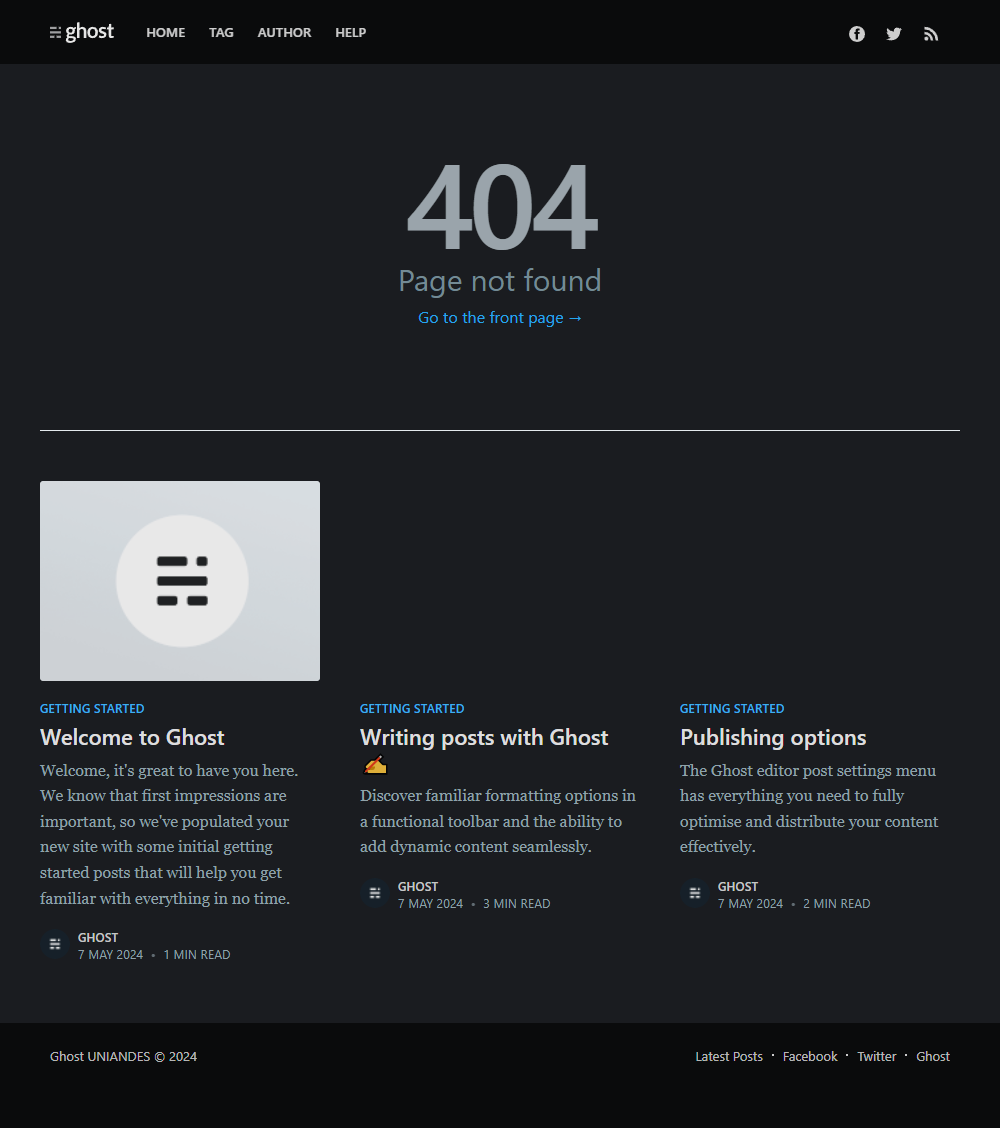 ghost HOME TAG AUTHOR HELP
404
Page not found
Go to the front page →
GETTING STARTED
Welcome to Ghost
Welcome, it's great to have you here.
We know that first impressions are
important, so we've populated your
new site with some initial getting
started posts that will help you get
familiar with everything in no time.
GHOST
7 MAY 2024 • 1 MIN READ
GETTING STARTED
Writing posts with Ghost
✍️
Discover familiar formatting options in
a functional toolbar and the ability to
add dynamic content seamlessly.
GHOST
7 MAY 2024 • 3 MIN READ
GETTING STARTED
Publishing options
The Ghost editor post settings menu
has everything you need to fully
optimise and distribute your content
effectively.
GHOST
7 MAY 2024 • 2 MIN READ
Ghost UNIANDES © 2024
Latest Posts · Facebook · Twitter · Ghost